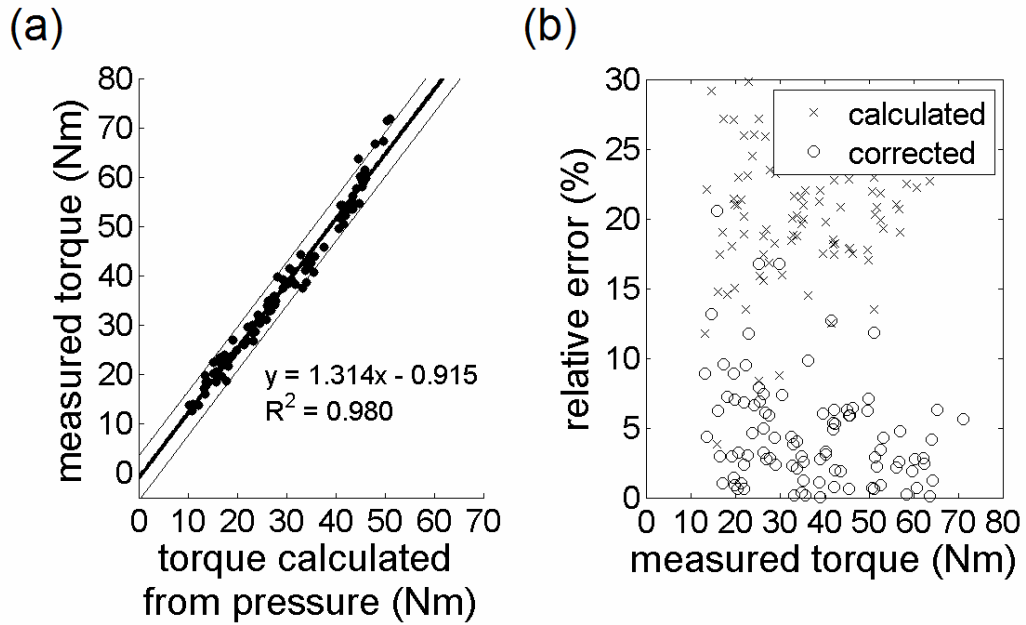 (a)
80
70
60
50
40
30
20
10
0
measured torque (Nm)
y = 1.314x - 0.915
R² = 0.980
0 10 20 30 40 50 60 70
torque calculated
from pressure (Nm)
(b)
30
25
20
15
10
5
0
relative error (%)
calculated
corrected
0 10 20 30 40 50 60 70 80
measured torque (Nm)